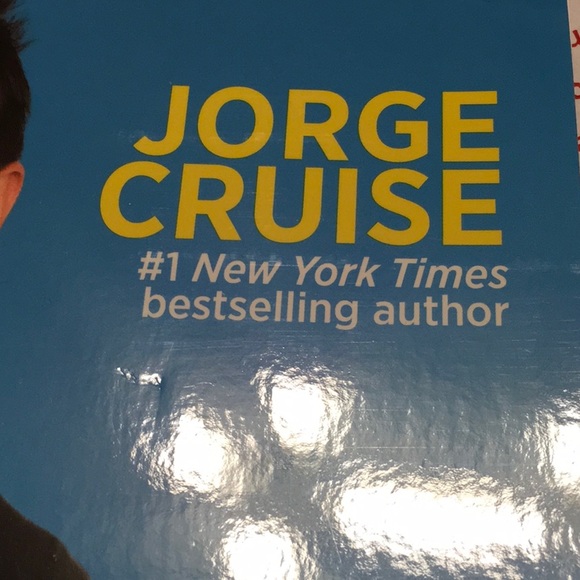 JORGE
CRUISE
#1 New York Times
bestselling author